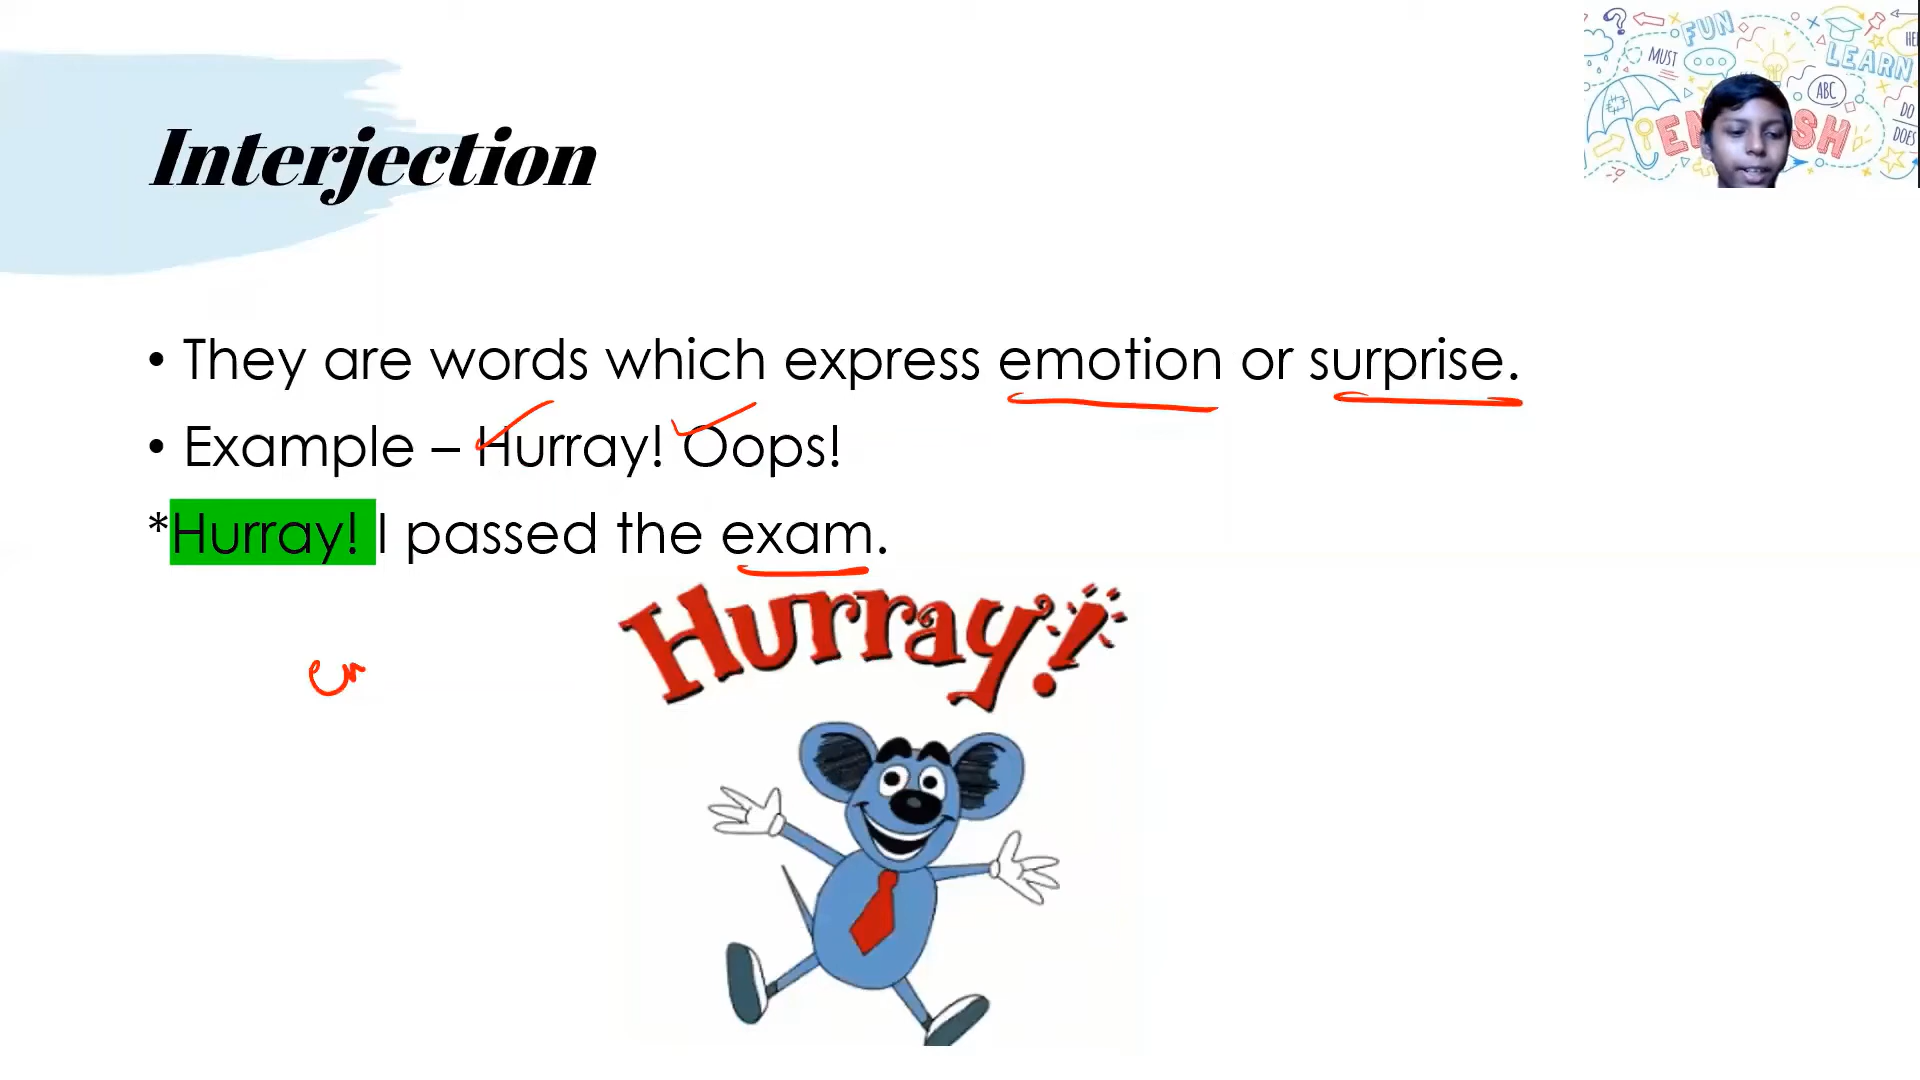 Interjection
• They are words which express emotion or surprise.
• Example – Hurray! Oops!
*Hurray! I passed the exam.
Hurray!
FUN
MUST
LEARN
ABC
DO
DOES